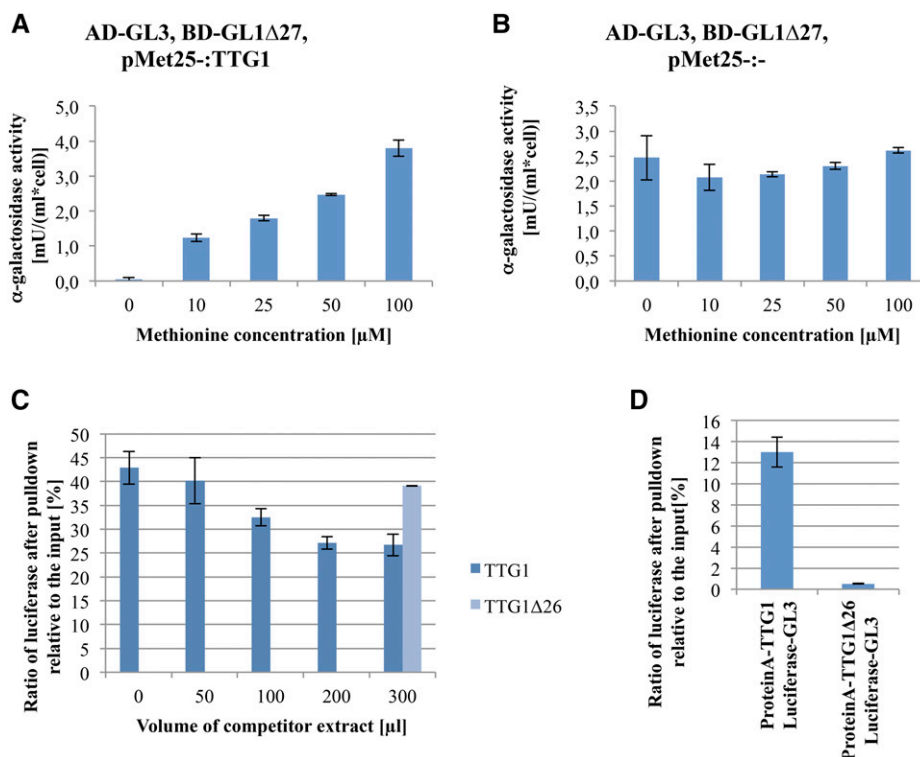 A
AD-GL3, BD-GL1Δ27,
pMet25-:TTG1
α-galactosidase activity
[mU/(ml*cell)]
5,0
4,0
3,0
2,0
1,0
0,0
0 10 25 50 100
Methionine concentration [μM]
B
AD-GL3, BD-GL1Δ27,
pMet25-:-
α-galactosidase activity
[mU/(ml*cell)]
3,5
3,0
2,5
2,0
1,5
1,0
0,5
0,0
0 10 25 50 100
Methionine concentration [μM]
C
Ratio of luciferase after pulldown
relative to the input [%]
50
45
40
35
30
25
20
15
10
5
0
0 50 100 200 300
Volume of competitor extract [μl]
TTG1
TTG1Δ26
D
Ratio of luciferase after pulldown
relative to the input[%]
16
14
12
10
8
6
4
2
0
ProteinA-TTG1
Luciferase-GL3
ProteinA-TTG1Δ26
Luciferase-GL3